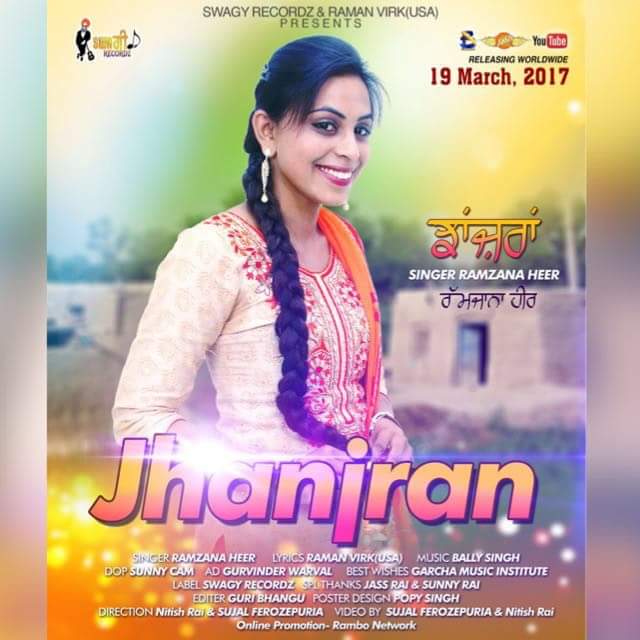 SWAGY RECORDZ & RAMAN VIRK(USA)
PRESENTS
RECORDZ
YouTube
RELEASING WORLDWIDE
19 March, 2017
ਝਾਂਜ਼ਰਾਂ
SINGER RAMZANA HEER
ਰੱਮਜਾਨਾ ਹੀਰ
Jhanjran
SINGER RAMZANA HEER LYRICS RAMAN VIRK(USA) MUSIC BALLY SINGH
DOP SUNNY CAM AD GURVINDER WARVAL BEST WISHES GARCHA MUSIC INSTITUTE
LABEL SWAGY RECORDZ SPL THANKS JASS RAI & SUNNY RAI
EDITER GURI BHANGU POSTER DESIGN POPY SINGH
DIRECTION Nitish Rai & SUJAL FEROZEPURIA VIDEO BY SUJAL FEROZEPURIA & Nitish Rai
Online Promotion- Rambo Network